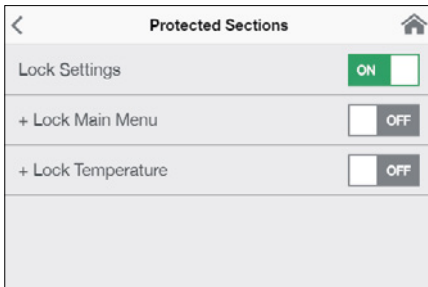 Protected Sections
Lock Settings ON
+ Lock Main Menu OFF
+ Lock Temperature OFF